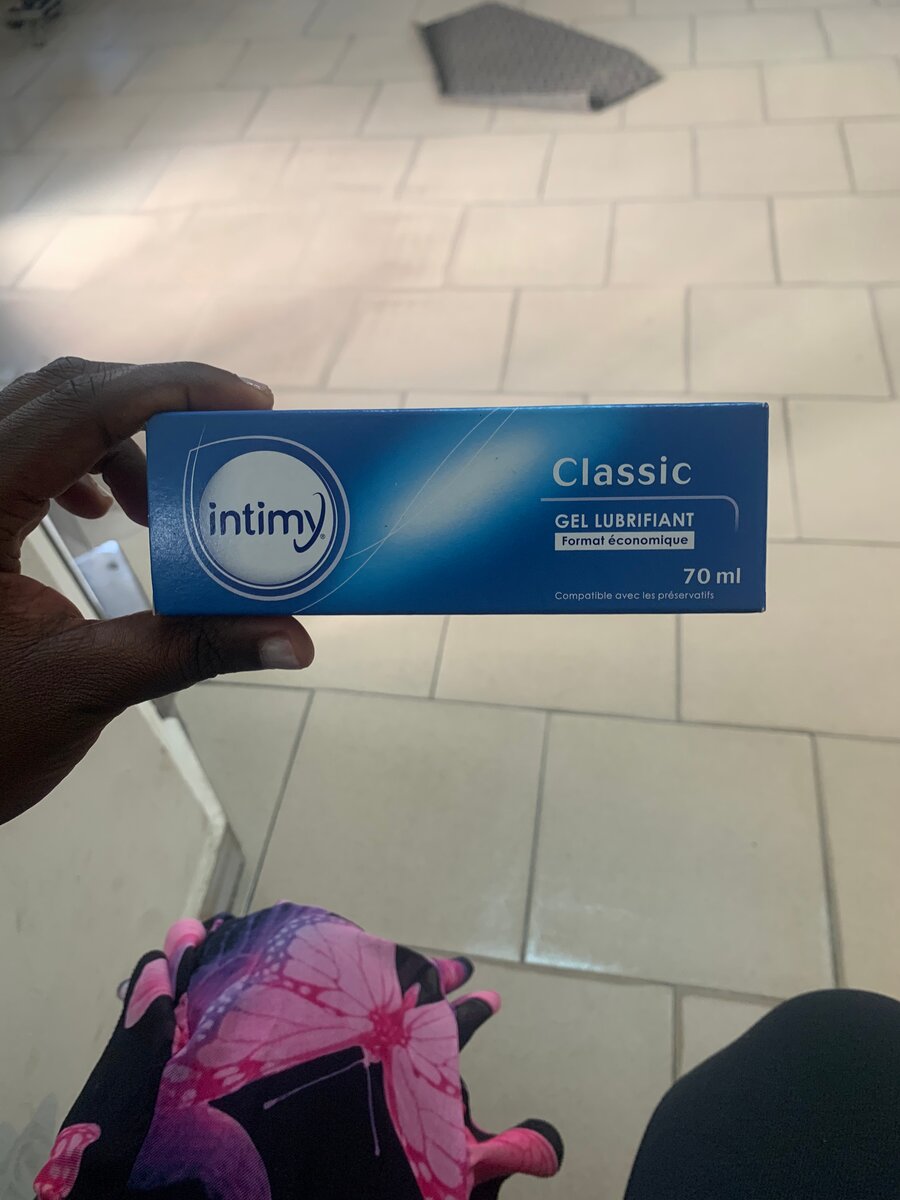 intimy®
Classic
GEL LUBRIFIANT
Format économique
70 ml
Compatible avec les préservatifs